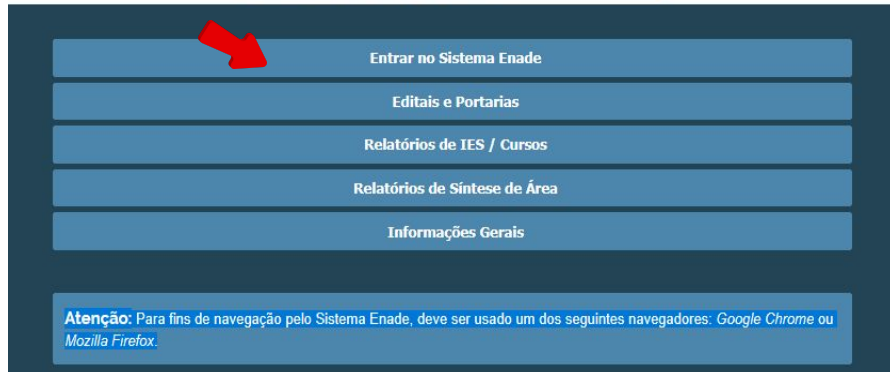 Entrar no Sistema Enade
Editais e Portarias
Relatórios de IES / Cursos
Relatórios de Síntese de Área
Informações Gerais
Atenção: Para fins de navegação pelo Sistema Enade, deve ser usado um dos seguintes navegadores: Google Chrome ou
Mozilla Firefox.